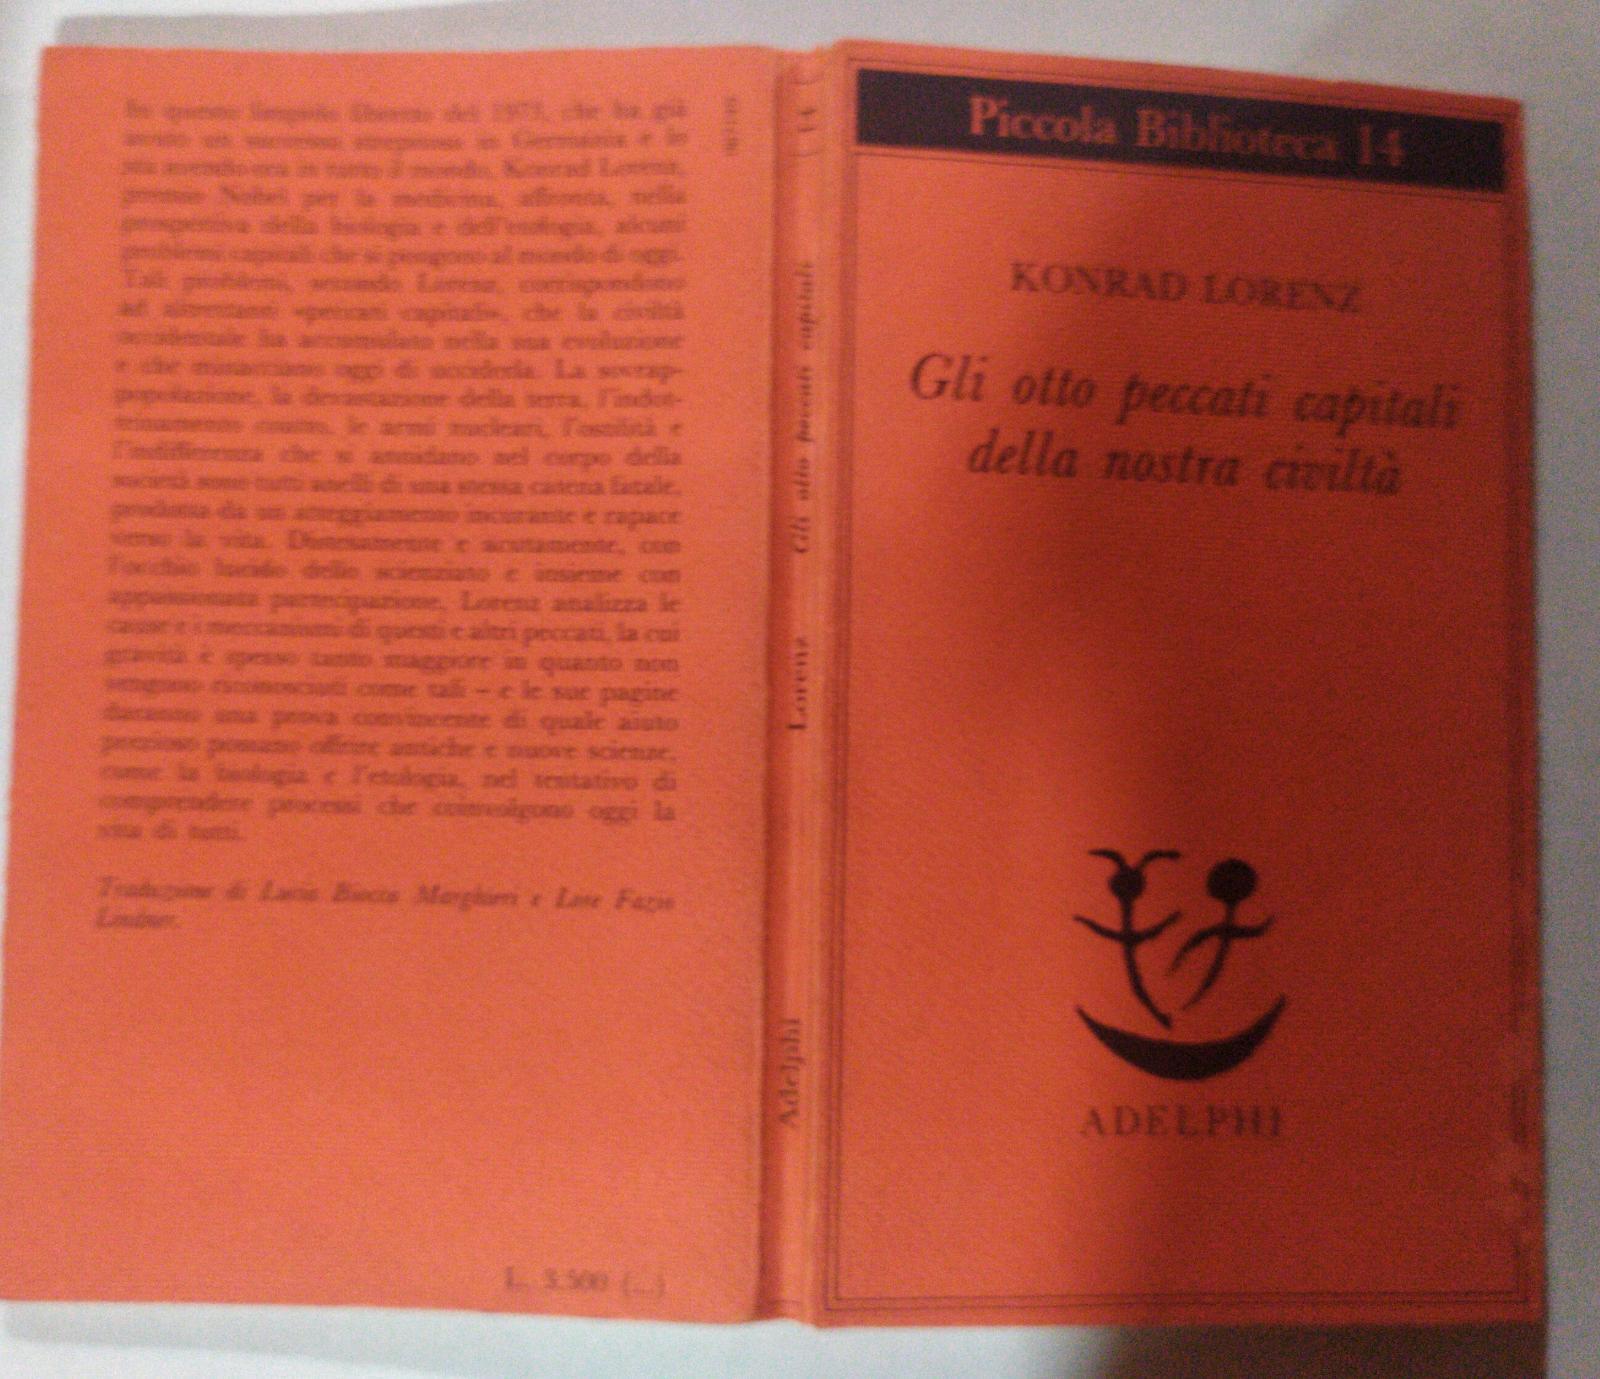 In questo limpido libretto del 1973, che ha già
avuto un successo strepitoso in Germania e lo
sta avendo ora in tutto il mondo, Konrad Lorenz,
premio Nobel per la medicina, affronta, nella
prospettiva della biologia e dell'etologia, alcuni
problemi capitali che si pongono al mondo di oggi.
Tali problemi, secondo Lorenz, corrispondono
ad altrettanti «peccati capitali», che la civiltà
occidentale ha accumulato nella sua evoluzione
e che minacciano oggi di ucciderla. La sovrap-
popolazione, la devastazione della terra, l'indot-
trinamento coatto, le armi nucleari, l'ostilità e
l'indifferenza che si annidano nel corpo della
società sono tutti anelli di una stessa catena fatale,
prodotta da un atteggiamento incurante e rapace
verso la vita. Distesamente e acutamente, con
l'occhio lucido dello scienziato e insieme con
appassionata partecipazione, Lorenz analizza le
cause e i meccanismi di questi e altri peccati, la cui
gravità è spesso tanto maggiore in quanto non
vengono riconosciuti come tali – e le sue pagine
daranno una prova convincente di quale aiuto
prezioso possano offrire antiche e nuove scienze,
come la biologia e l'etologia, nel tentativo di
comprendere processi che coinvolgono oggi la
vita di tutti.
Traduzione di Lucia Biocca Marghieri e Lore Fazio
Lindner.
L. 3.500 (...)
14
Gli otto peccati capitali
Lorenz
Adelphi
Piccola Biblioteca 14
KONRAD LORENZ
Gli otto peccati capitali
della nostra civiltà
ADELPHI